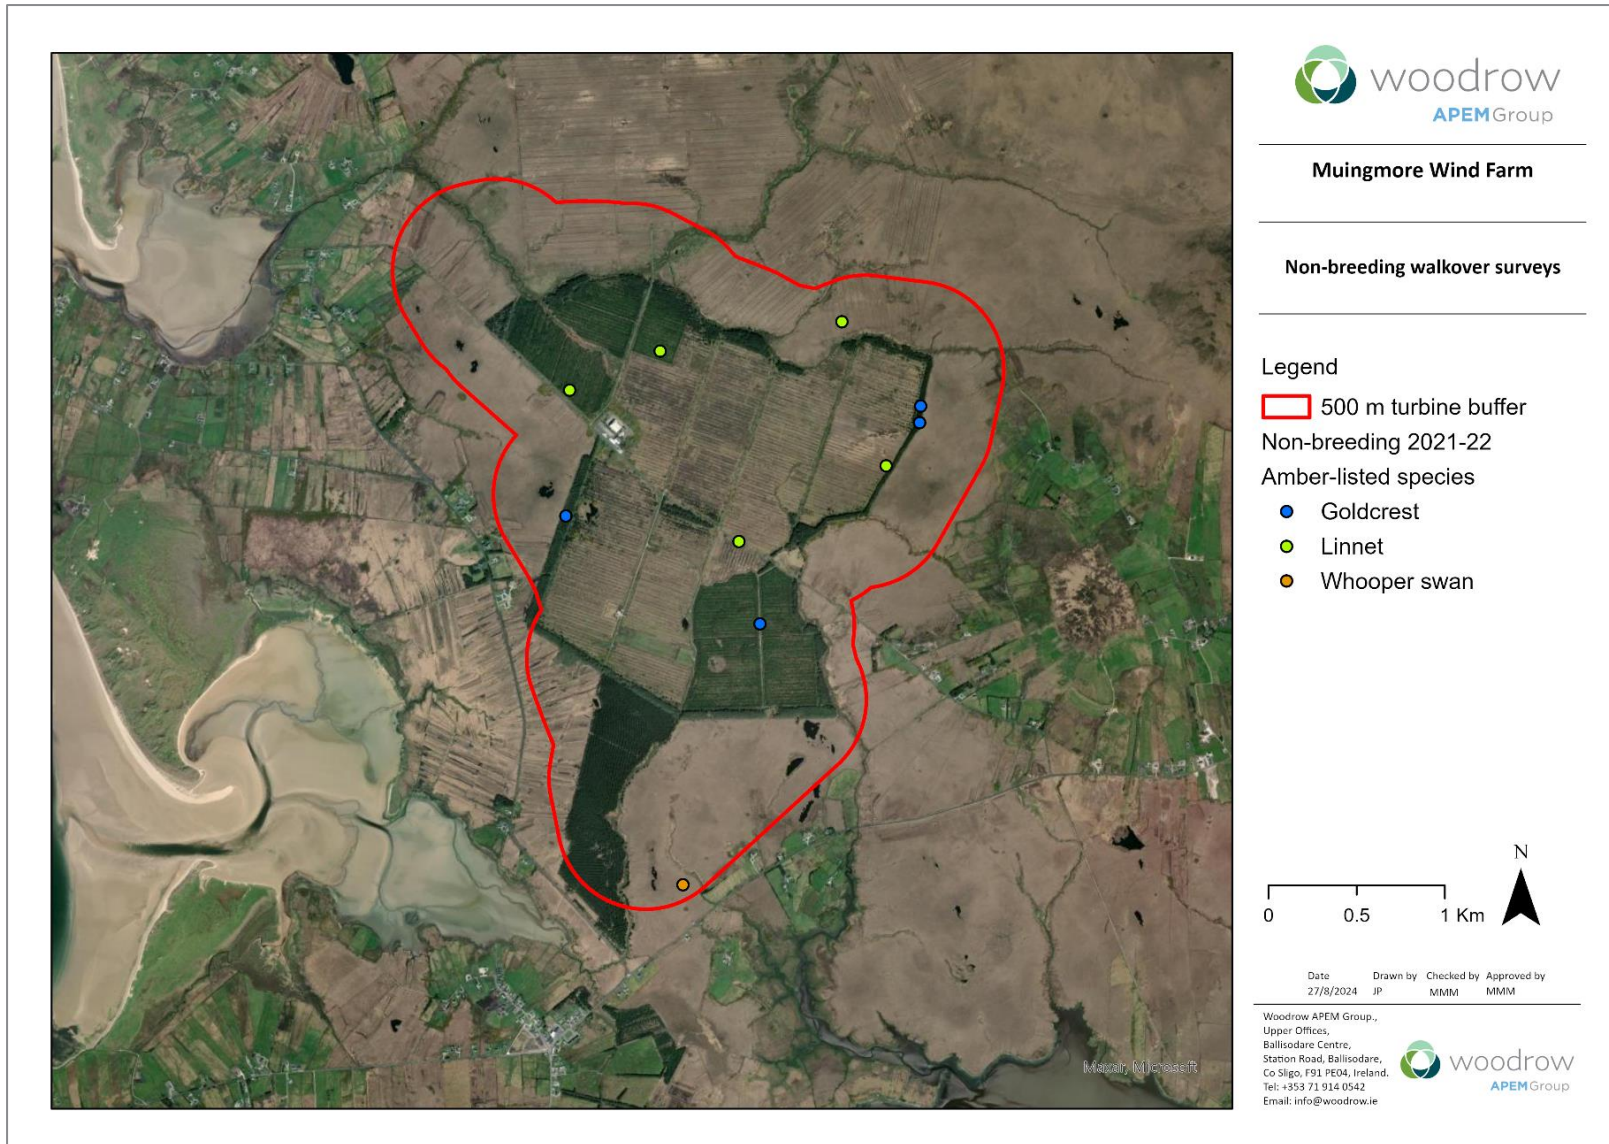 woodrow
APEMGroup
Muingmore Wind Farm
Non-breeding walkover surveys
Legend
500 m turbine buffer
Non-breeding 2021-22
Amber-listed species
Goldcrest
Linnet
Whooper swan
N
0 0.5 1 Km
Date Drawn by Checked by Approved by
27/8/2024 JP MMM MMM
Woodrow APEM Group.,
Upper Offices,
Ballisodare Centre,
Station Road, Ballisodare,
Co Sligo, F91 PE04, Ireland.
Tel: +353 71 914 0542
Email: info@woodrow.ie
woodrow
APEMGroup
Maxar, Microsoft